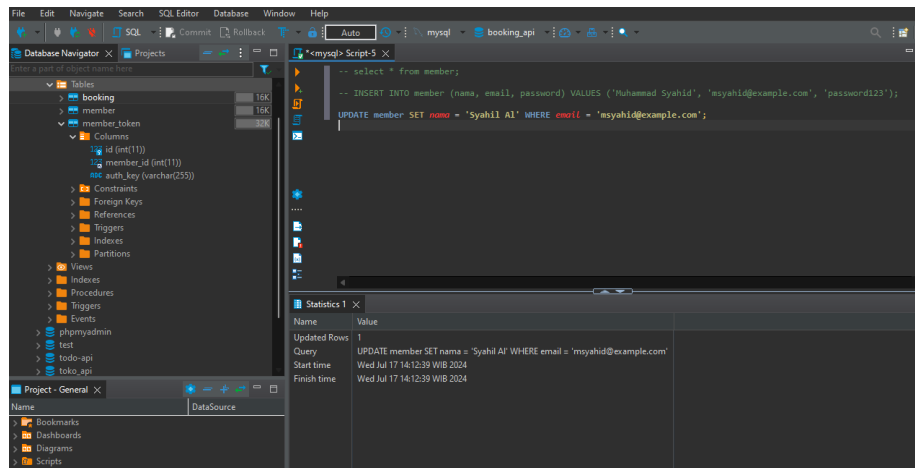 File Edit Navigate Search SQL Editor Database Window Help
SQL Commit Rollback Auto mysql booking_api
Database Navigator Projects
Enter a part of object name here
Tables
booking 16K
member 16K
member_token 32K
Columns
123 id (int(11))
123 member_id (int(11))
ABC auth_key (varchar(255))
Constraints
Foreign Keys
References
Triggers
Indexes
Partitions
Views
Indexes
Procedures
Triggers
Events
phpmyadmin
test
todo-api
toko_api
Project - General
Name DataSource
Bookmarks
Dashboards
Diagrams
Scripts
*<mysql> Script-5
-- select * from member;
-- INSERT INTO member (nama, email, password) VALUES ('Muhammad Syahid', 'msyahid@example.com', 'password123');
UPDATE member SET nama = 'Syahil Al' WHERE email = 'msyahid@example.com';
Statistics 1
Name Value
Updated Rows 1
Query UPDATE member SET nama = 'Syahil Al' WHERE email = 'msyahid@example.com'
Start time Wed Jul 17 14:12:39 WIB 2024
Finish time Wed Jul 17 14:12:39 WIB 2024